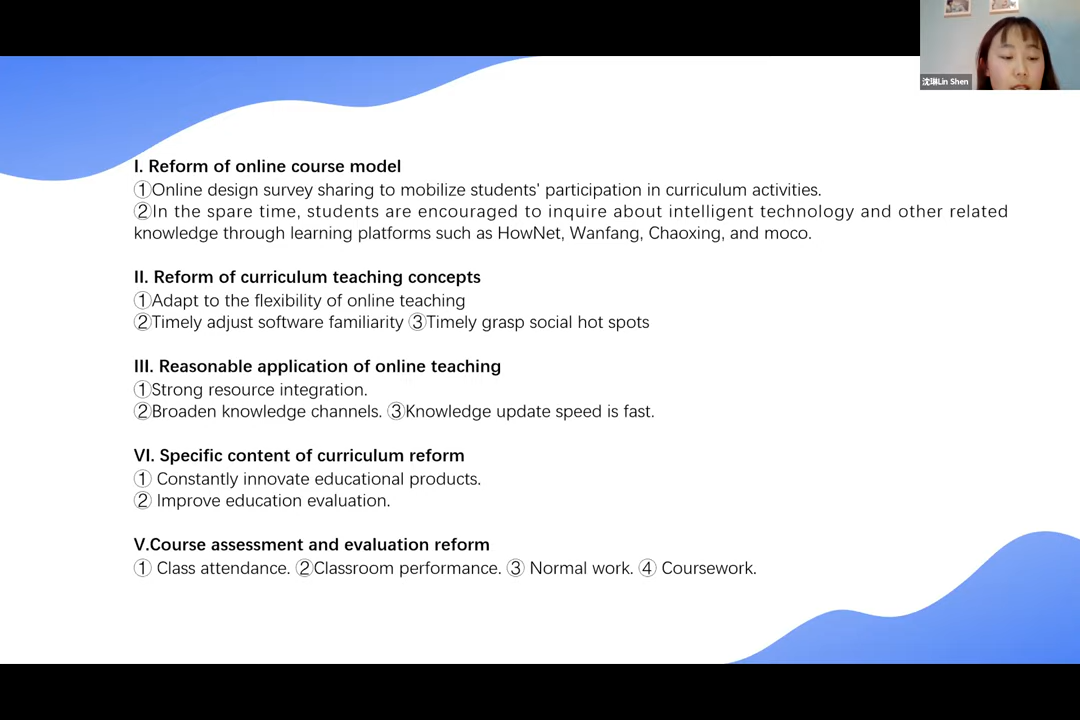 沈琳Lin Shen
I. Reform of online course model
①Online design survey sharing to mobilize students' participation in curriculum activities.
②In the spare time, students are encouraged to inquire about intelligent technology and other related
knowledge through learning platforms such as HowNet, Wanfang, Chaoxing, and moco.
II. Reform of curriculum teaching concepts
①Adapt to the flexibility of online teaching
②Timely adjust software familiarity ③Timely grasp social hot spots
III. Reasonable application of online teaching
①Strong resource integration.
②Broaden knowledge channels. ③Knowledge update speed is fast.
VI. Specific content of curriculum reform
① Constantly innovate educational products.
② Improve education evaluation.
V.Course assessment and evaluation reform
① Class attendance. ②Classroom performance. ③ Normal work. ④ Coursework.